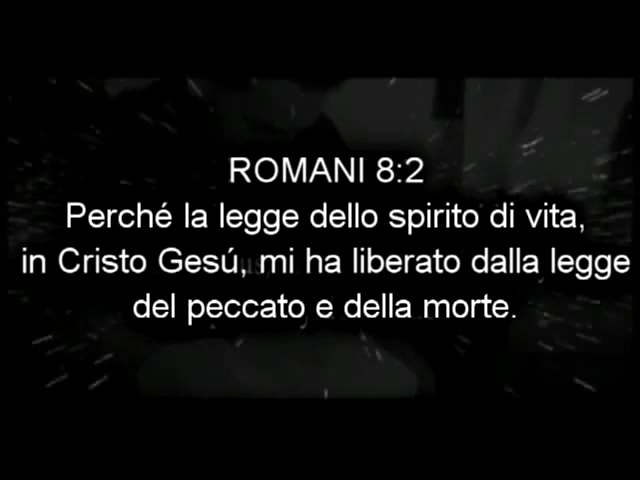 ROMANI 8:2
Perché la legge dello spirito di vita,
in Cristo Gesú, mi ha liberato dalla legge
del peccato e della morte.